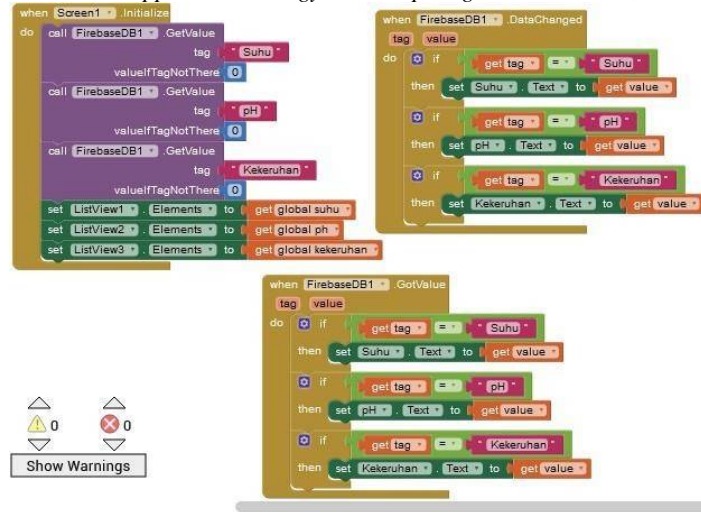 when Screen1 .Initialize
do call FirebaseDB1 .GetValue
tag " Suhu "
valueIfTagNotThere 0
call FirebaseDB1 .GetValue
tag " pH "
valueIfTagNotThere 0
call FirebaseDB1 .GetValue
tag " Kekeruhan "
valueIfTagNotThere 0
set ListView1 . Elements to get global suhu
set ListView2 . Elements to get global ph
set ListView3 . Elements to get global kekeruhan
when FirebaseDB1 .DataChanged
tag value
do if get tag = " Suhu "
then set Suhu . Text to get value
if get tag = " pH "
then set pH . Text to get value
if get tag = " Kekeruhan "
then set Kekeruhan . Text to get value
when FirebaseDB1 .GotValue
tag value
do if get tag = " Suhu "
then set Suhu . Text to get value
if get tag = " pH "
then set pH . Text to get value
if get tag = " Kekeruhan "
then set Kekeruhan . Text to get value
0 0
Show Warnings